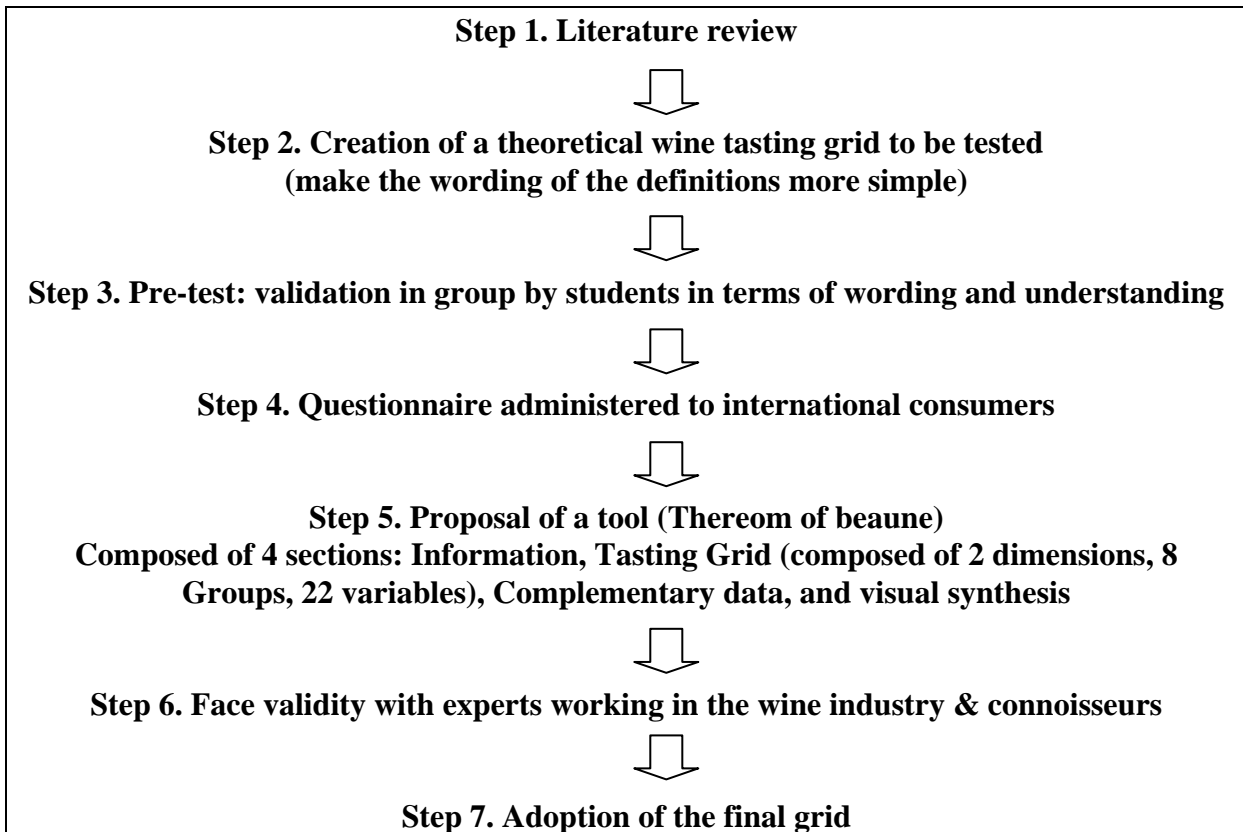 Step 1. Literature review
Step 2. Creation of a theoretical wine tasting grid to be tested
(make the wording of the definitions more simple)
Step 3. Pre-test: validation in group by students in terms of wording and understanding
Step 4. Questionnaire administered to international consumers
Step 5. Proposal of a tool (Thereom of beaune)
Composed of 4 sections: Information, Tasting Grid (composed of 2 dimensions, 8
Groups, 22 variables), Complementary data, and visual synthesis
Step 6. Face validity with experts working in the wine industry & connoisseurs
Step 7. Adoption of the final grid